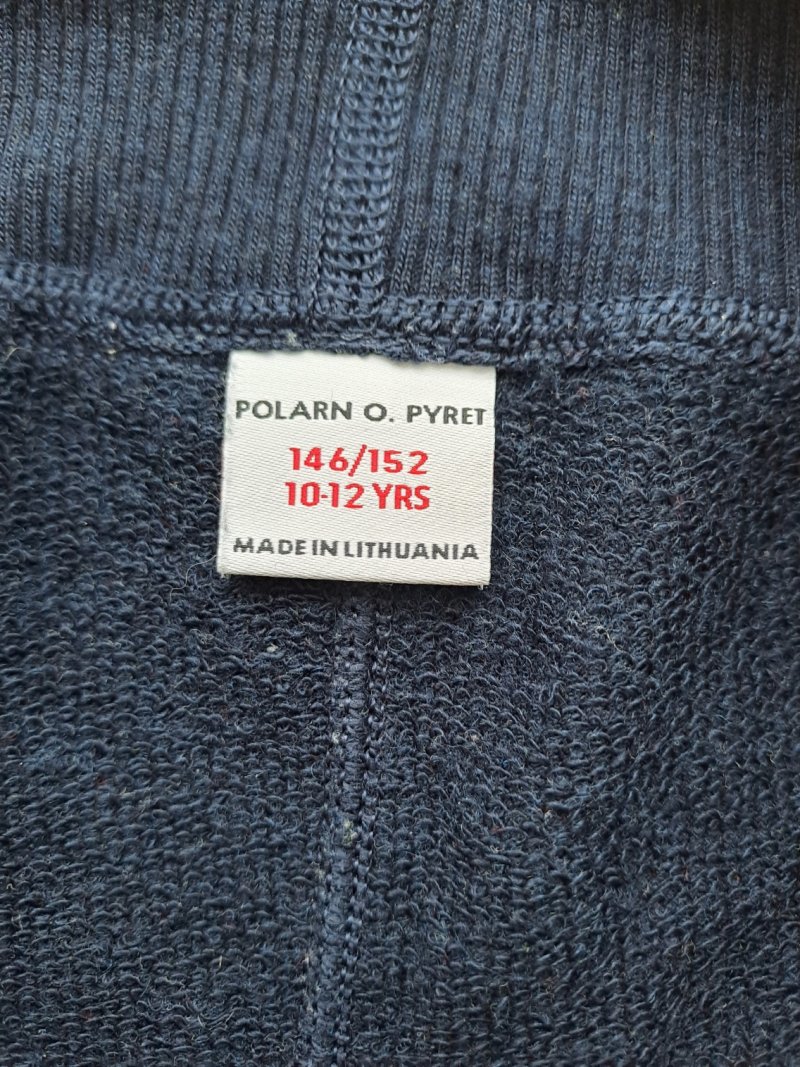 POLARN O. PYRET
146/152
10-12 YRS
MADE IN LITHUANIA